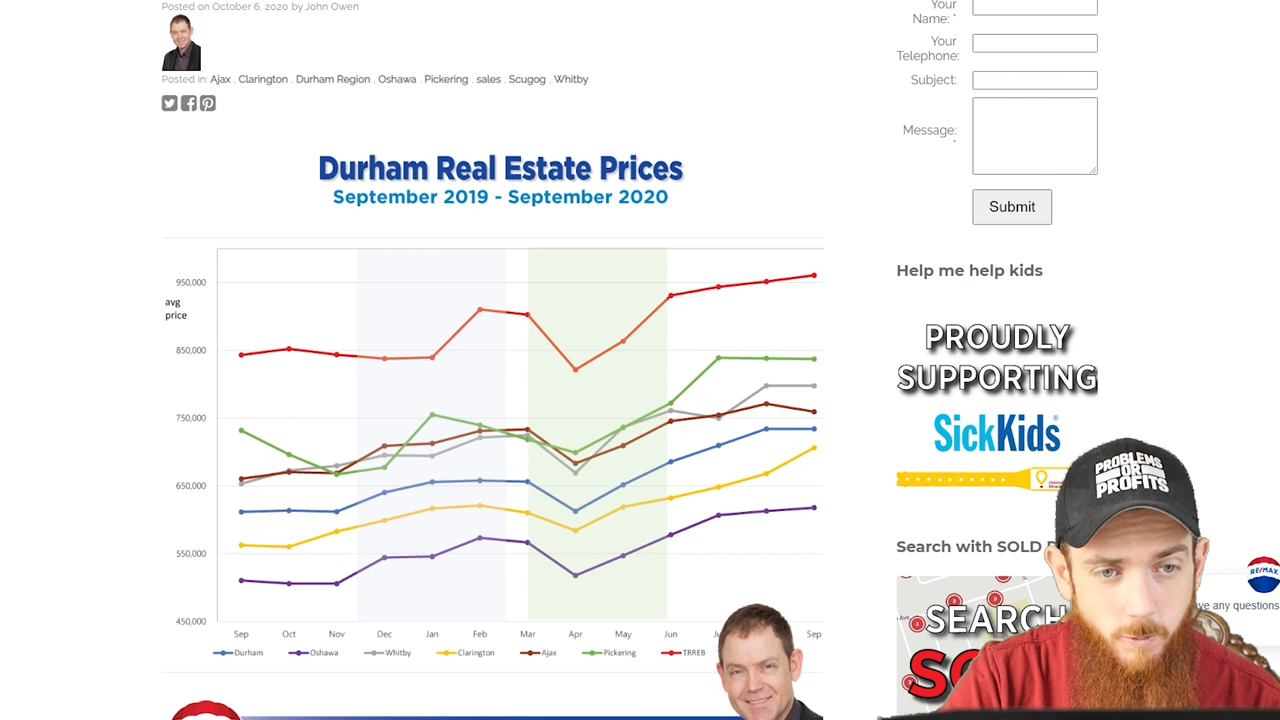 Posted on October 6, 2020 by John Owen
Posted in: Ajax , Clarington , Durham Region , Oshawa , Pickering , sales , Scugog , Whitby
Durham Real Estate Prices
September 2019 - September 2020
avg
price
950,000
850,000
750,000
650,000
550,000
450,000
Sep Oct Nov Dec Jan Feb Mar Apr May Jun Sep
Durham Oshawa Whitby Clarington Ajax Pickering TRREB
Your
Name: *
Your
Telephone:
Subject:
Message:
*
Submit
Help me help kids
PROUDLY
SUPPORTING
SickKids
Search with SOLD
SEARCH
PROBLEMS
OR
PROFITS
RE/MAX
any questions